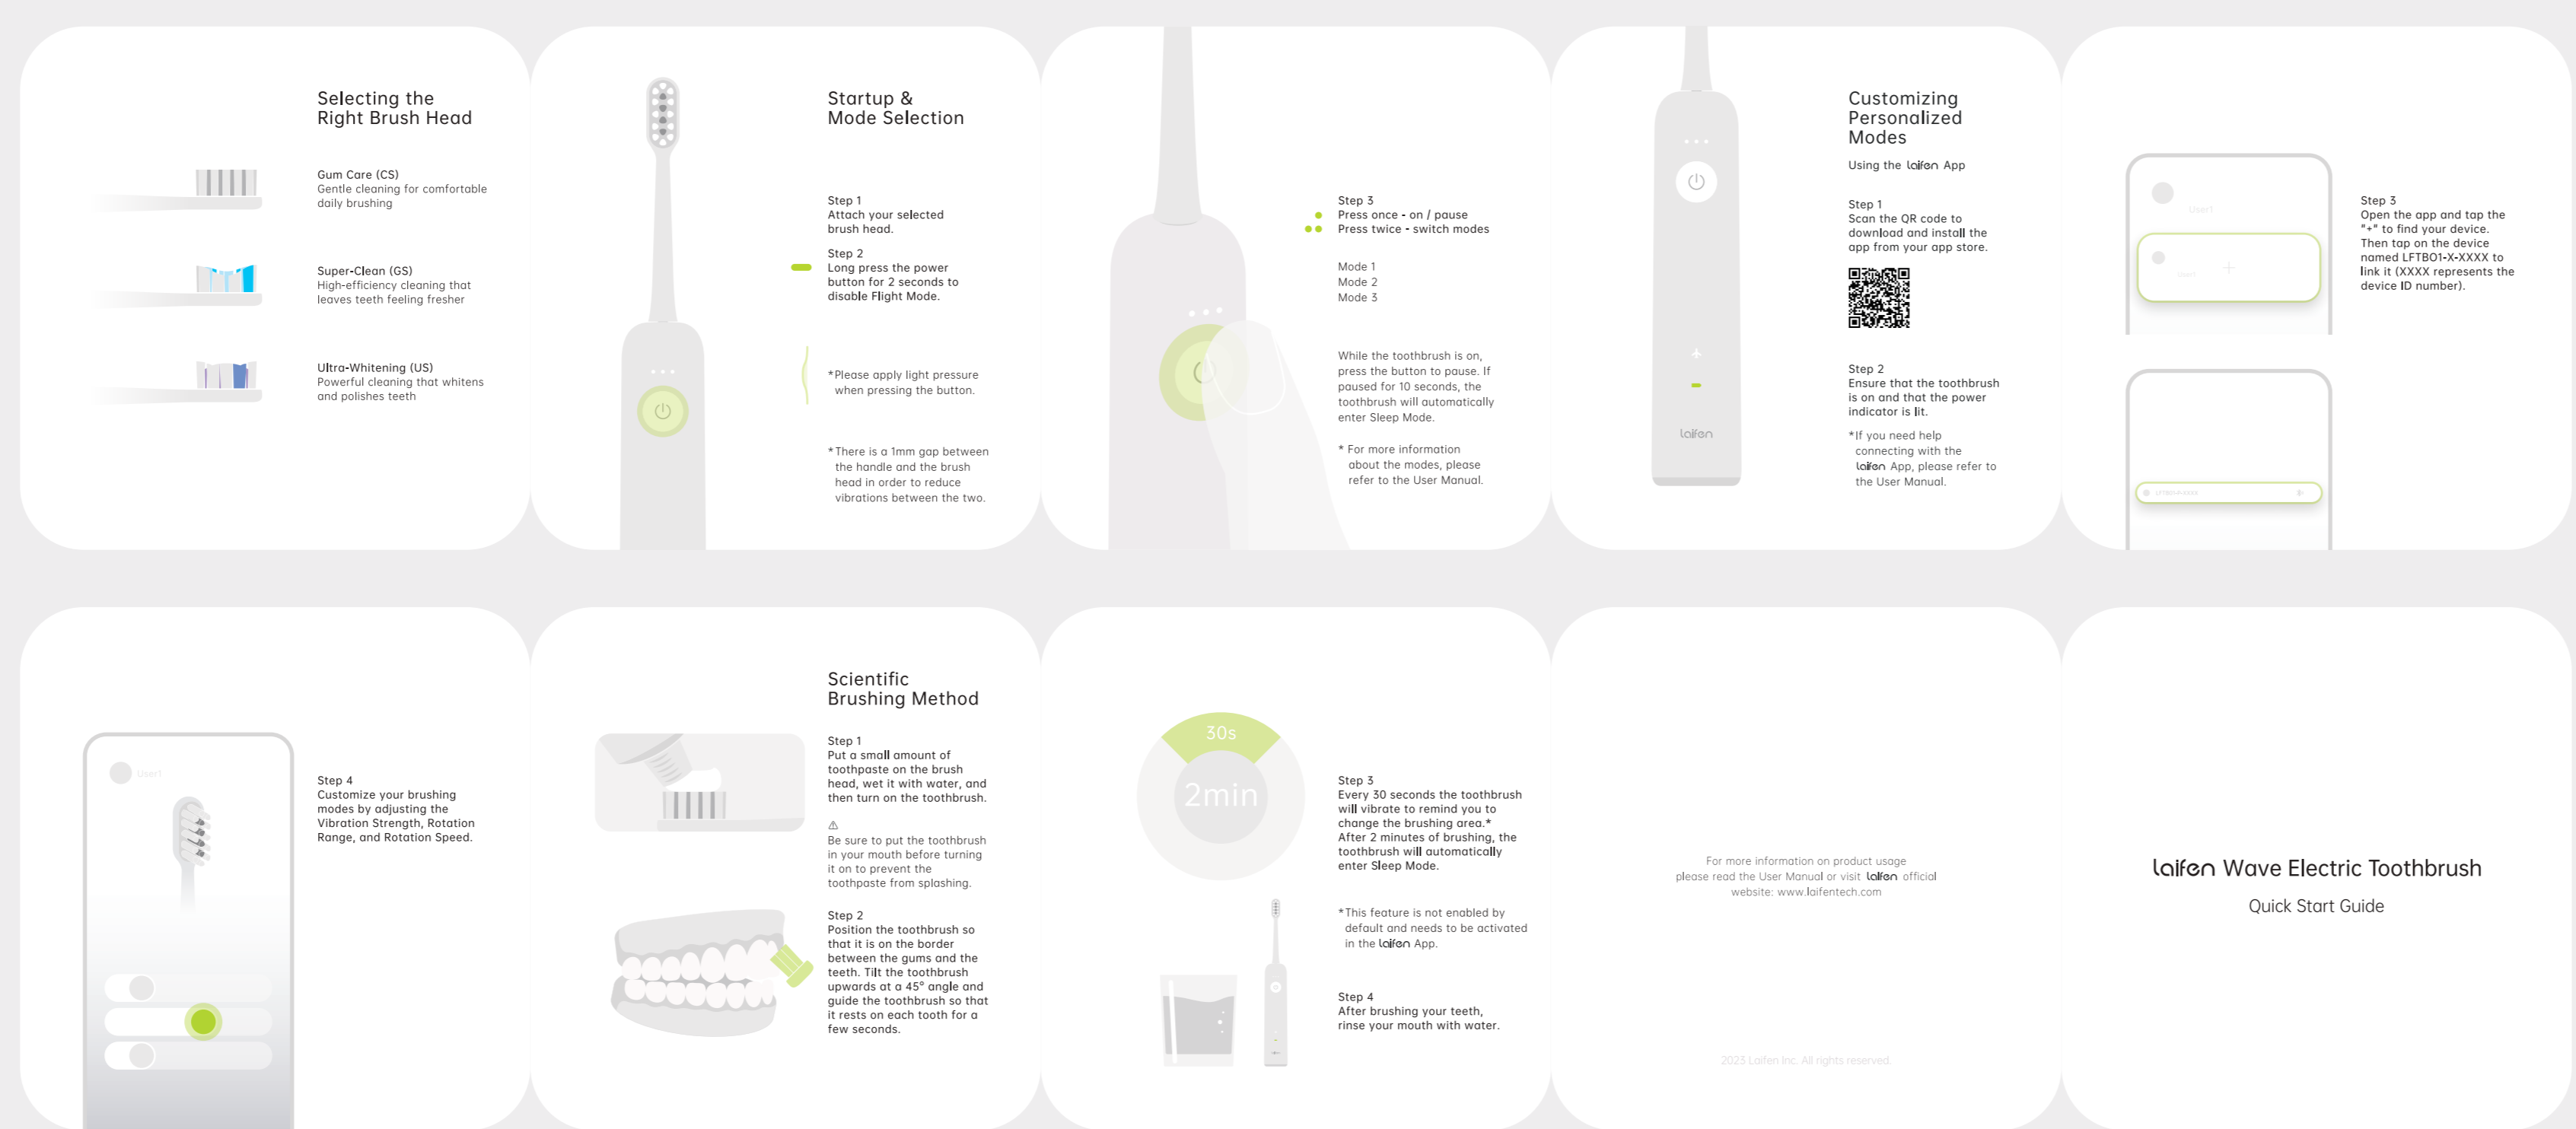 Selecting the
Right Brush Head
Gum Care (CS)
Gentle cleaning for comfortable
daily brushing
Super-Clean (GS)
High-efficiency cleaning that
leaves teeth feeling fresher
Ultra-Whitening (US)
Powerful cleaning that whitens
and polishes teeth
Startup &
Mode Selection
Step 1
Attach your selected
brush head.
Step 2
Long press the power
button for 2 seconds to
disable Flight Mode.
*Please apply light pressure
when pressing the button.
*There is a 1mm gap between
the handle and the brush
head in order to reduce
vibrations between the two.
Step 3
Press once - on / pause
Press twice - switch modes
Mode 1
Mode 2
Mode 3
While the toothbrush is on,
press the button to pause. If
paused for 10 seconds, the
toothbrush will automatically
enter Sleep Mode.
* For more information
about the modes, please
refer to the User Manual.
laifen
Customizing
Personalized
Modes
Using the laifen App
Step 1
Scan the QR code to
download and install the
app from your app store.
Step 2
Ensure that the toothbrush
is on and that the power
indicator is lit.
*If you need help
connecting with the
laifen App, please refer to
the User Manual.
User1
User1
LFTB01-X-XXXX
Step 3
Open the app and tap the
"+" to find your device.
Then tap on the device
named LFTBO1-X-XXXX to
link it (XXXX represents the
device ID number).
User1
Step 4
Customize your brushing
modes by adjusting the
Vibration Strength, Rotation
Range, and Rotation Speed.
Scientific
Brushing Method
Step 1
Put a small amount of
toothpaste on the brush
head, wet it with water, and
then turn on the toothbrush.
Be sure to put the toothbrush
in your mouth before turning
it on to prevent the
toothpaste from splashing.
Step 2
Position the toothbrush so
that it is on the border
between the gums and the
teeth. Tilt the toothbrush
upwards at a 45° angle and
guide the toothbrush so that
it rests on each tooth for a
few seconds.
30s
2min
Step 3
Every 30 seconds the toothbrush
will vibrate to remind you to
change the brushing area.*
After 2 minutes of brushing, the
toothbrush will automatically
enter Sleep Mode.
*This feature is not enabled by
default and needs to be activated
in the laifen App.
Step 4
After brushing your teeth,
rinse your mouth with water.
For more information on product usage
please read the User Manual or visit laifen official
website: www.laifentech.com
2023 Laifen Inc. All rights reserved.
laifen Wave Electric Toothbrush
Quick Start Guide